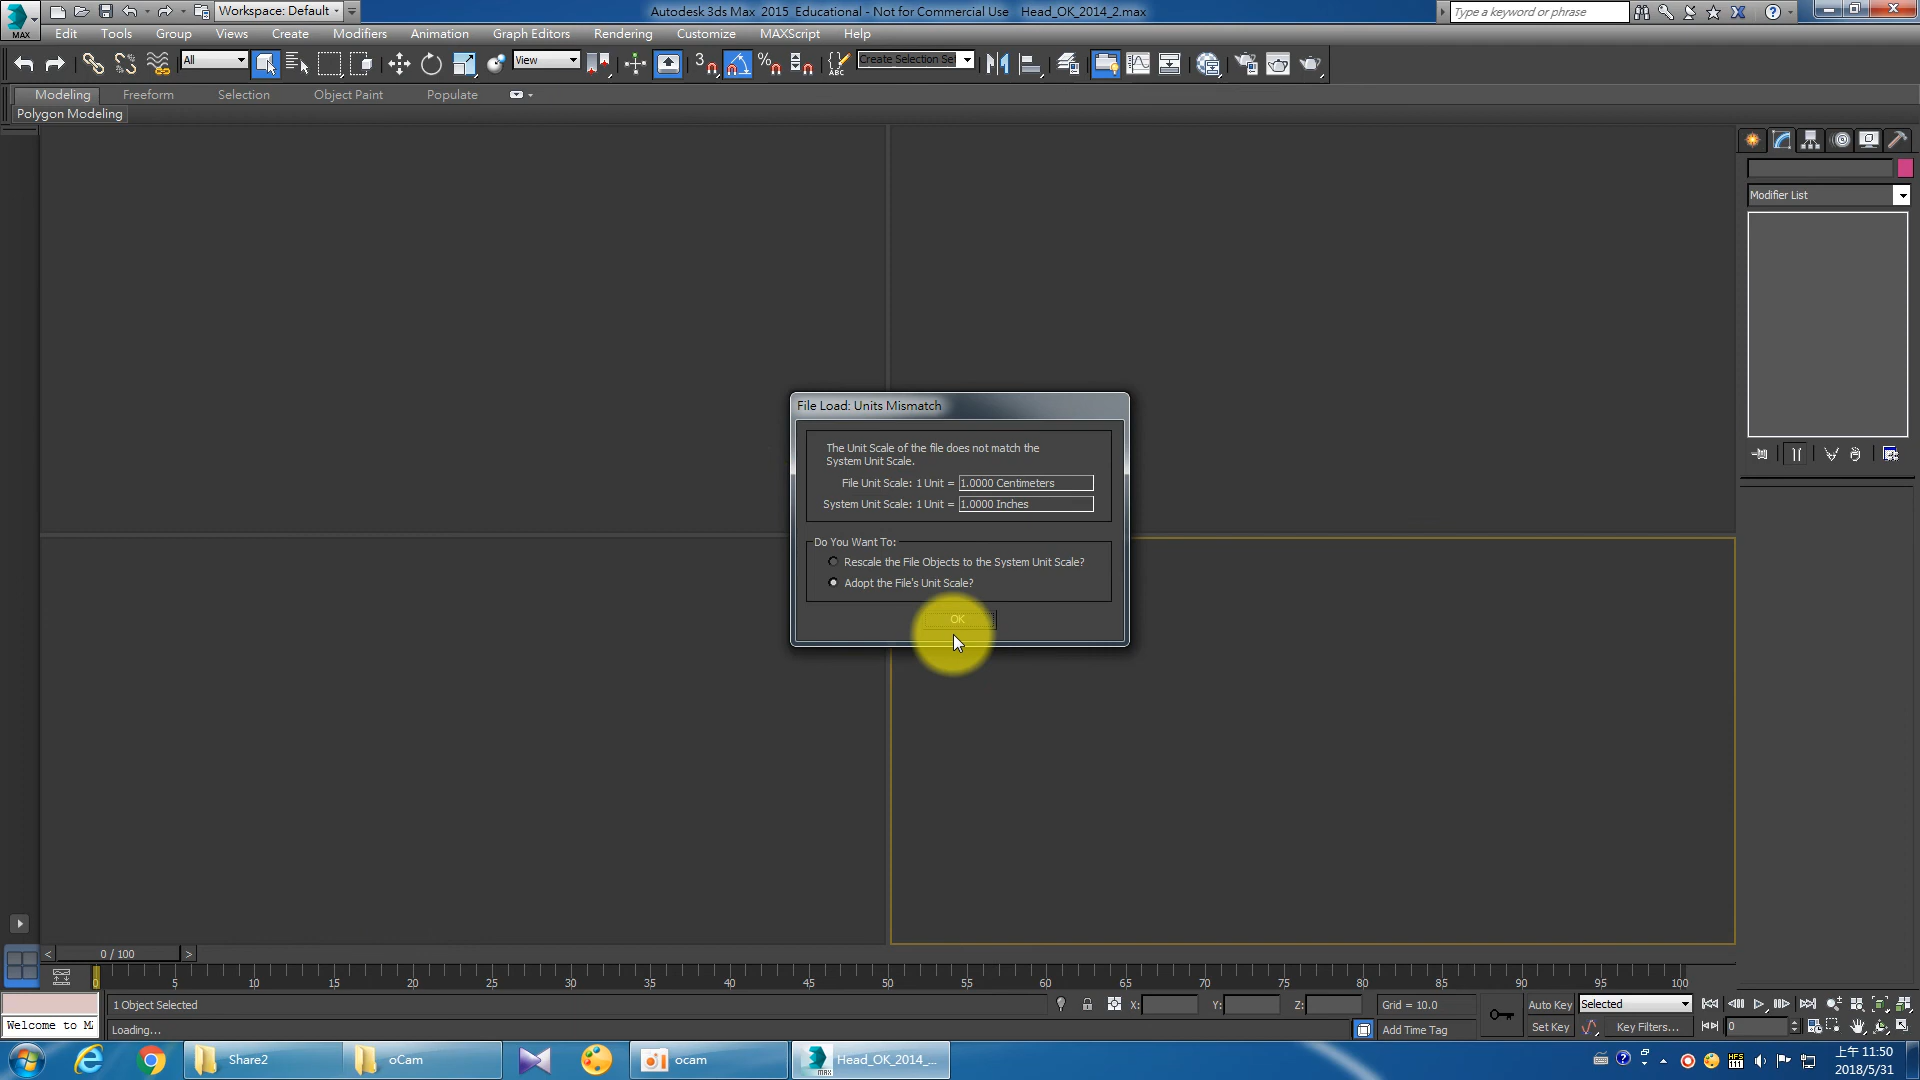 Workspace: Default
Autodesk 3ds Max 2015 Educational - Not for Commercial Use Head_OK_2014_2.max
Type a keyword or phrase
MAX
Edit Tools Group Views Create Modifiers Animation Graph Editors Rendering Customize MAXScript Help
All
View
3
ABC
Create Selection Se
Modeling Freeform Selection Object Paint Populate
Polygon Modeling
Modifier List
File Load: Units Mismatch
The Unit Scale of the file does not match the
System Unit Scale.
File Unit Scale: 1 Unit = 1.0000 Centimeters
System Unit Scale: 1 Unit = 1.0000 Inches
Do You Want To:
Rescale the File Objects to the System Unit Scale?
Adopt the File's Unit Scale?
OK
< 0 / 100 >
0 5 10 15 20 25 30 35 40 45 50 55 60 65 70 75 80 85 90 95 100
1 Object Selected
X: Y: Z: Grid = 10.0
Auto Key Selected
Welcome to M
Loading...
Add Time Tag
Set Key Key Filters... 0
Share2
oCam
ocam
MAX
Head_OK_2014_...
上午 11:50
2018/5/31